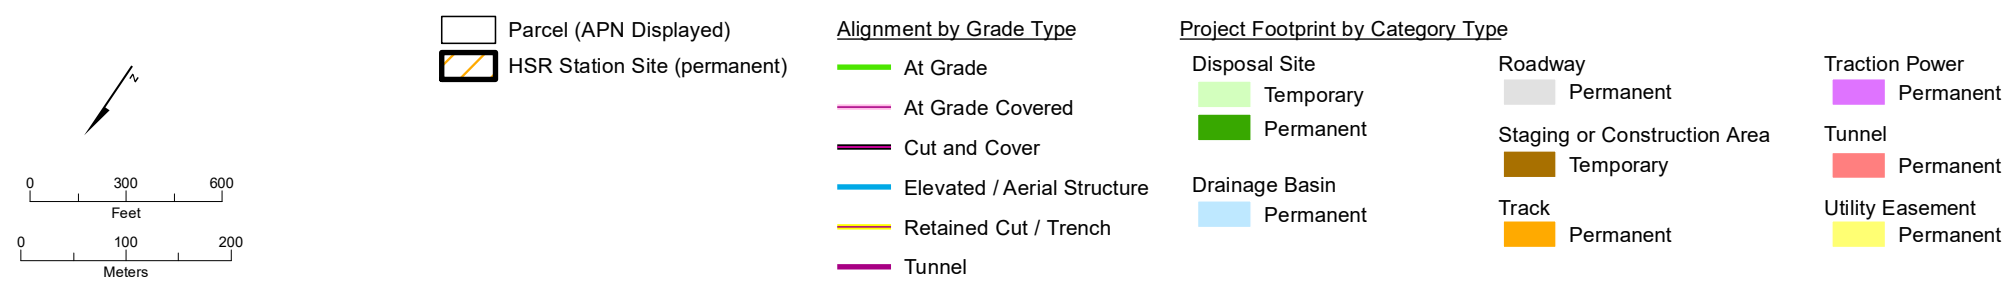 N
0 300 600
Feet
0 100 200
Meters
Parcel (APN Displayed)
HSR Station Site (permanent)
Alignment by Grade Type
At Grade
At Grade Covered
Cut and Cover
Elevated / Aerial Structure
Retained Cut / Trench
Tunnel
Project Footprint by Category Type
Disposal Site
Temporary
Permanent
Drainage Basin
Permanent
Roadway
Permanent
Staging or Construction Area
Temporary
Track
Permanent
Traction Power
Permanent
Tunnel
Permanent
Utility Easement
Permanent